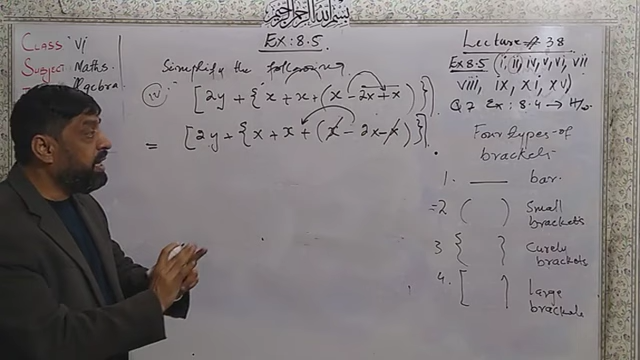 بسم الله الرحمن الرحيم
Class VI
Subject Maths.
Algebra
Ex: 8.5
Simplify the following.
iv [2y + {x + x + (x - 2x + x)}]
= [2y + {x + x + (x - 2x - x)}]
Lecture # 38
Ex 8.5 (i, ii, iv, v, vi, vii
viii, ix, xi, xv)
Q 7 Ex: 8.4 → H/w
Four types of
brackets
1. — bar.
=2 ( ) Small
brackets
3 { } Curely
brackets
4. [ ] Large
brackets